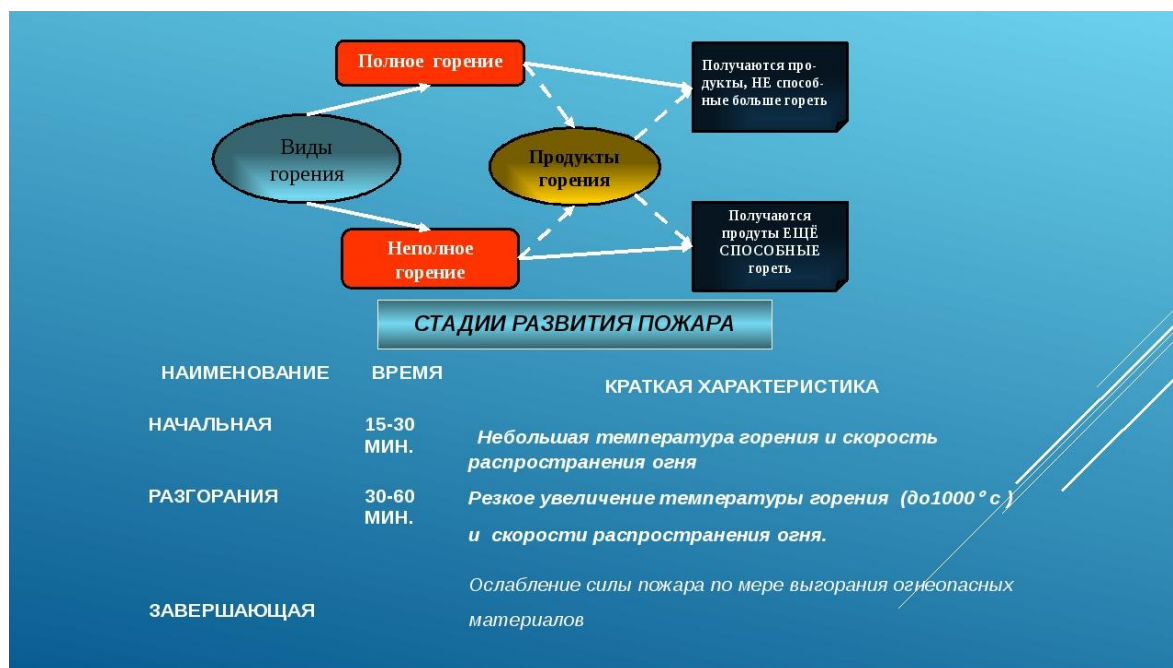 Полное горение
Получаются про-
дукты, НЕ способ-
ные больше гореть
Виды
горения
Продукты
горения
Неполное
горение
Получаются
продуты ЕЩЁ
СПОСОБНЫЕ
гореть
СТАДИИ РАЗВИТИЯ ПОЖАРА
НАИМЕНОВАНИЕ ВРЕМЯ КРАТКАЯ ХАРАКТЕРИСТИКА
НАЧАЛЬНАЯ
15-30
МИН.
Небольшая температура горения и скорость
распространения огня
РАЗГОРАНИЯ
30-60
МИН.
Резкое увеличение температуры горения (до1000° с )
и скорости распространения огня.
ЗАВЕРШАЮЩАЯ
Ослабление силы пожара по мере выгорания огнеопасных
материалов